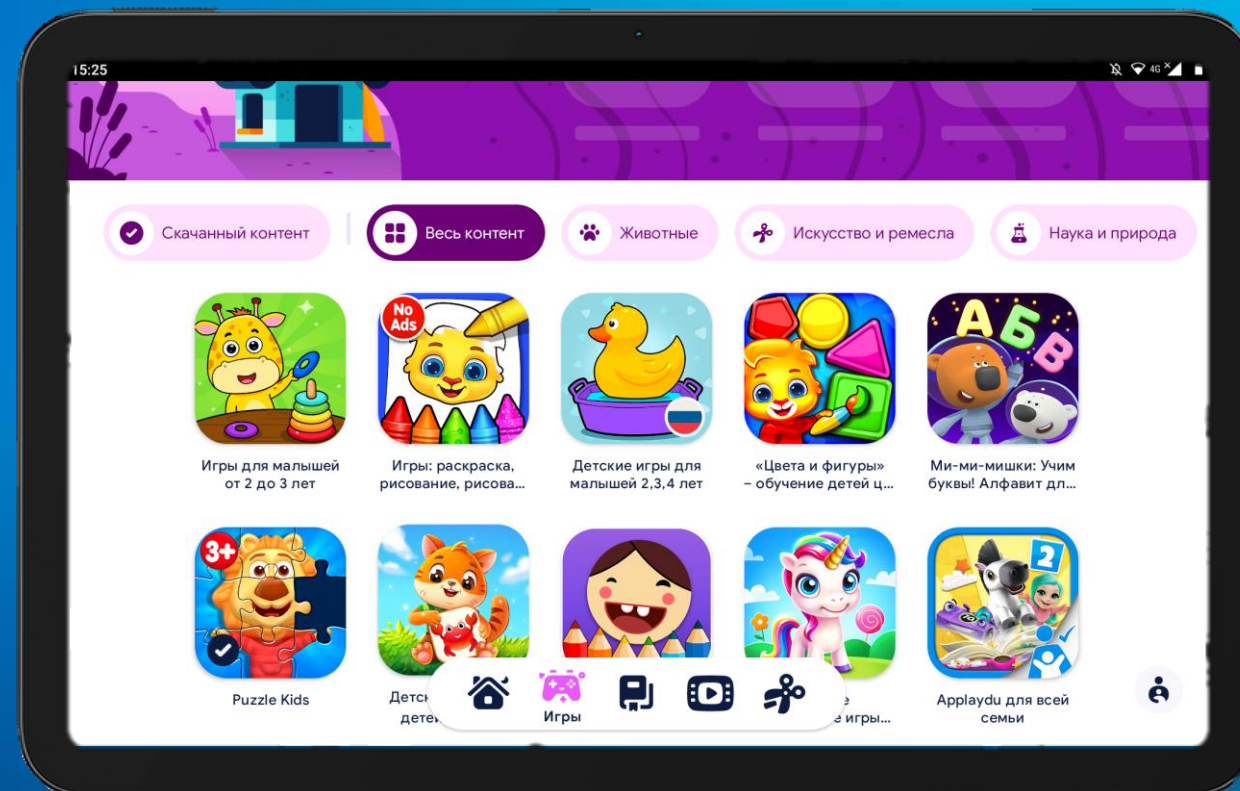 15:25
4G
Скачанный контент
Весь контент
Животные
Искусство и ремесла
Наука и природа
No
Ads
АБВ
Игры для малышей
от 2 до 3 лет
Игры: раскраска,
рисование, рисова...
Детские игры для
малышей 2,3,4 лет
«Цвета и фигуры»
– обучение детей ц...
Ми-ми-мишки: Учим
буквы! Алфавит дл...
3+
2
Puzzle Kids
Applaydu для всей
семьи
е игры...
Игры